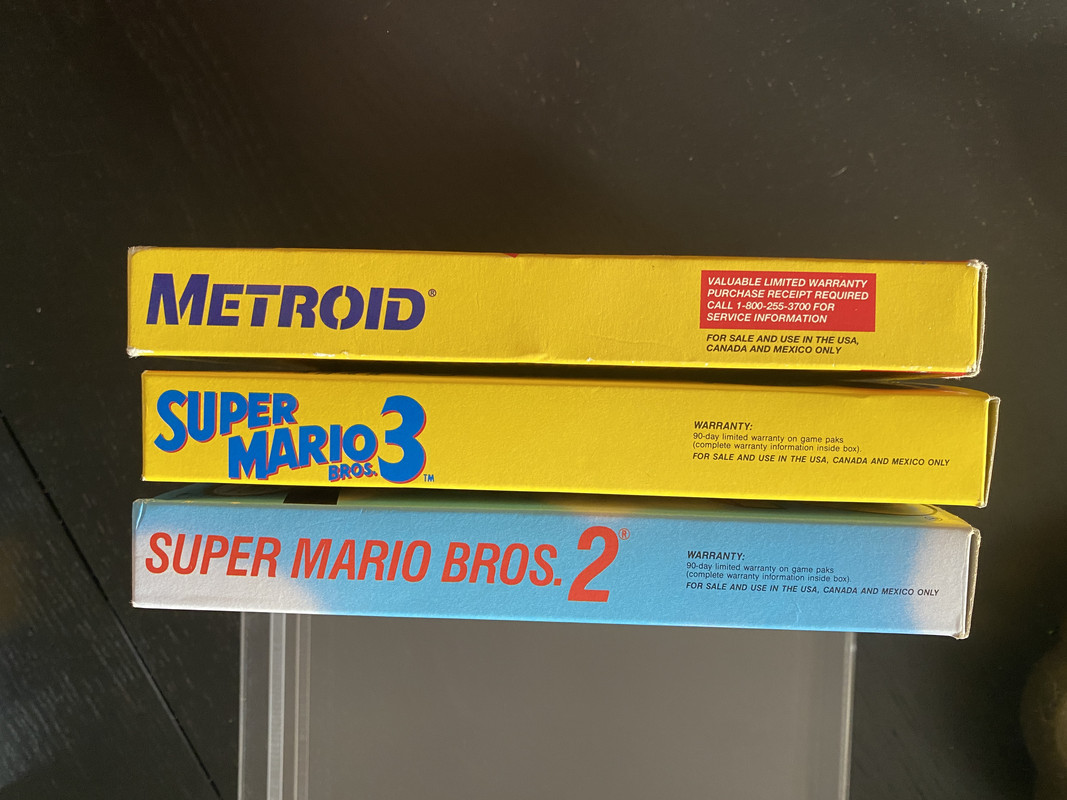 METROID®
VALUABLE LIMITED WARRANTY
PURCHASE RECEIPT REQUIRED
CALL 1-800-255-3700 FOR
SERVICE INFORMATION
FOR SALE AND USE IN THE USA,
CANADA AND MEXICO ONLY
SUPER
MARIO 3
BROS. TM
WARRANTY:
90-day limited warranty on game paks
(complete warranty information inside box).
FOR SALE AND USE IN THE USA, CANADA AND MEXICO ONLY
SUPER MARIO BROS. 2®
WARRANTY:
90-day limited warranty on game paks
(complete warranty information inside box).
FOR SALE AND USE IN THE USA, CANADA AND MEXICO ONLY